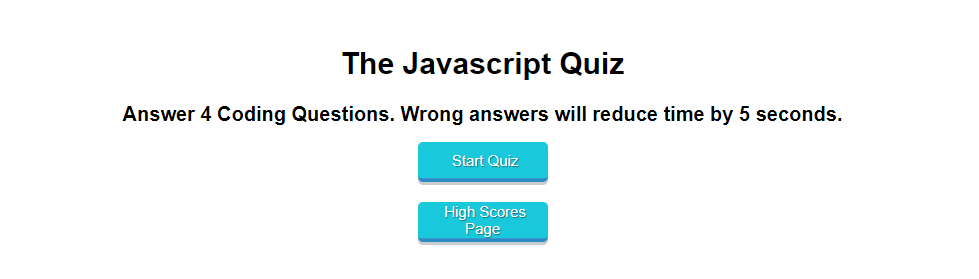 The Javascript Quiz
Answer 4 Coding Questions. Wrong answers will reduce time by 5 seconds.
Start Quiz
High Scores
Page